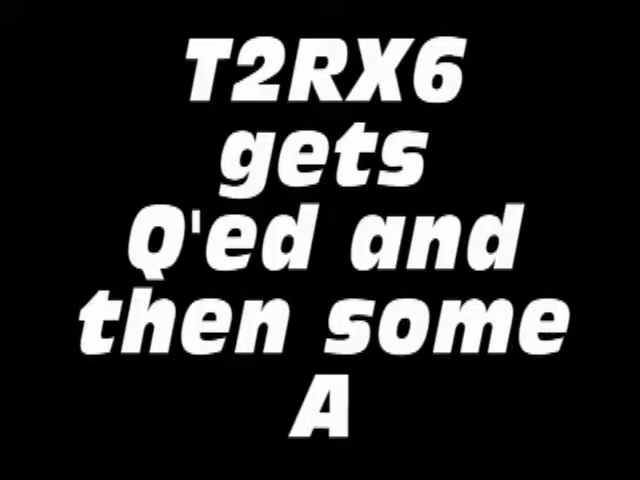 T2RX6
gets
Q'ed and
then some
A